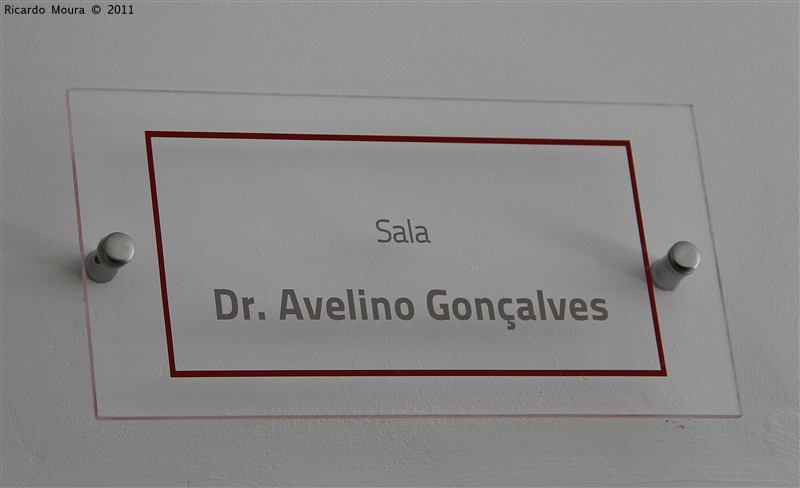 Ricardo Moura © 2011
Sala
Dr. Avelino Gonçalves